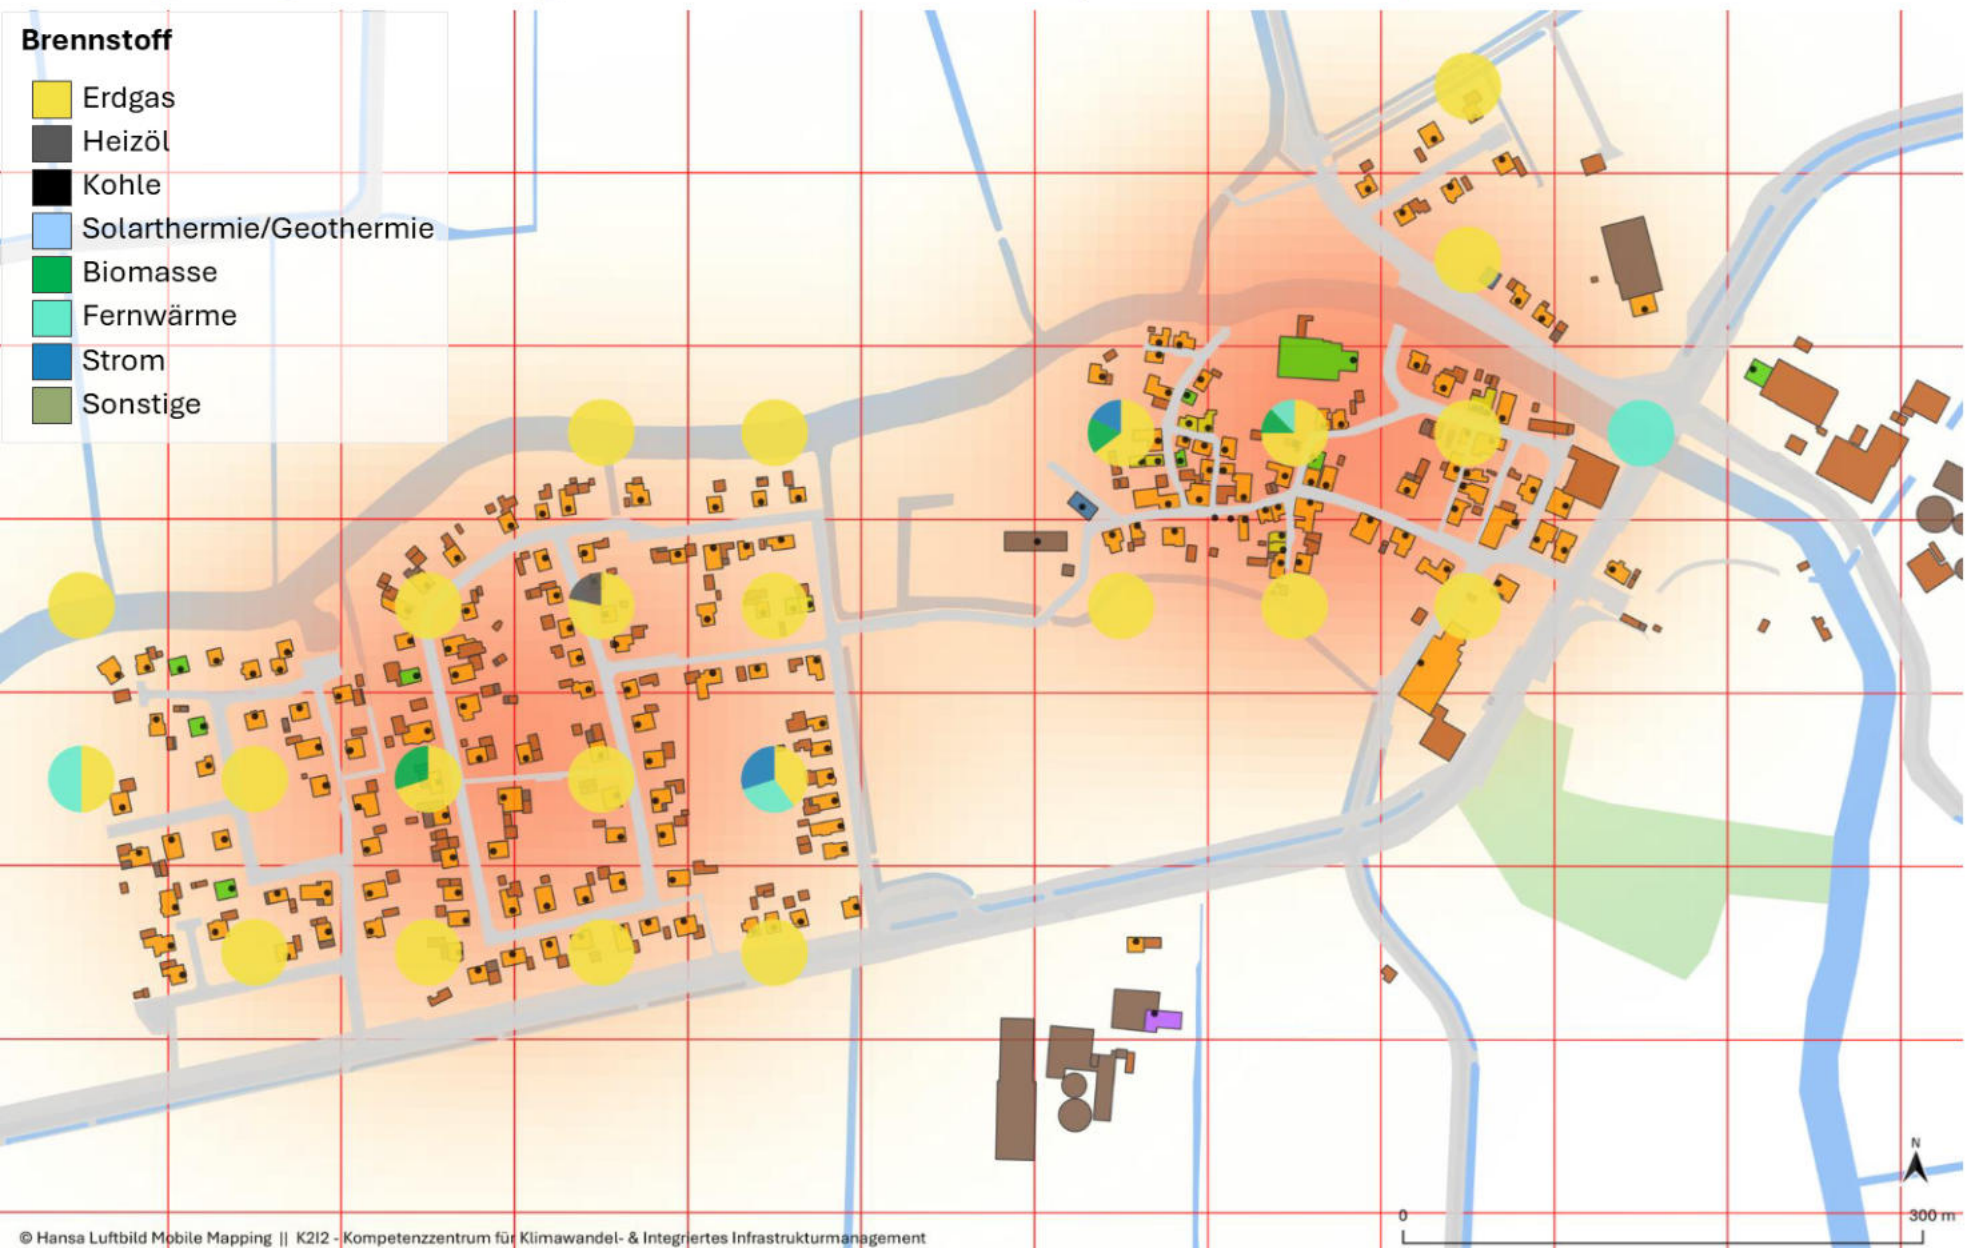 Brennstoff
Erdgas
Heizöl
Kohle
Solarthermie/Geothermie
Biomasse
Fernwärme
Strom
Sonstige
N
0 300 m
© Hansa Luftbild Mobile Mapping || K2I2 - Kompetenzzentrum für Klimawandel- & Integriertes Infrastrukturmanagement